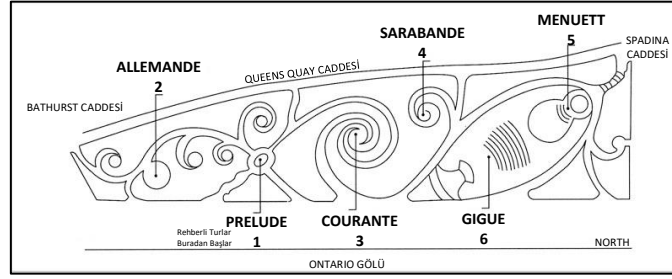 MENUETT
5
SARABANDE
4
SPADINA
CADDESİ
QUEENS QUAY CADDESİ
ALLEMANDE
2
BATHURST CADDESİ
PRELUDE
1
Rehberli Turlar
Buradan Başlar
COURANTE
3
GIGUE
6
NORTH
ONTARIO GÖLÜ